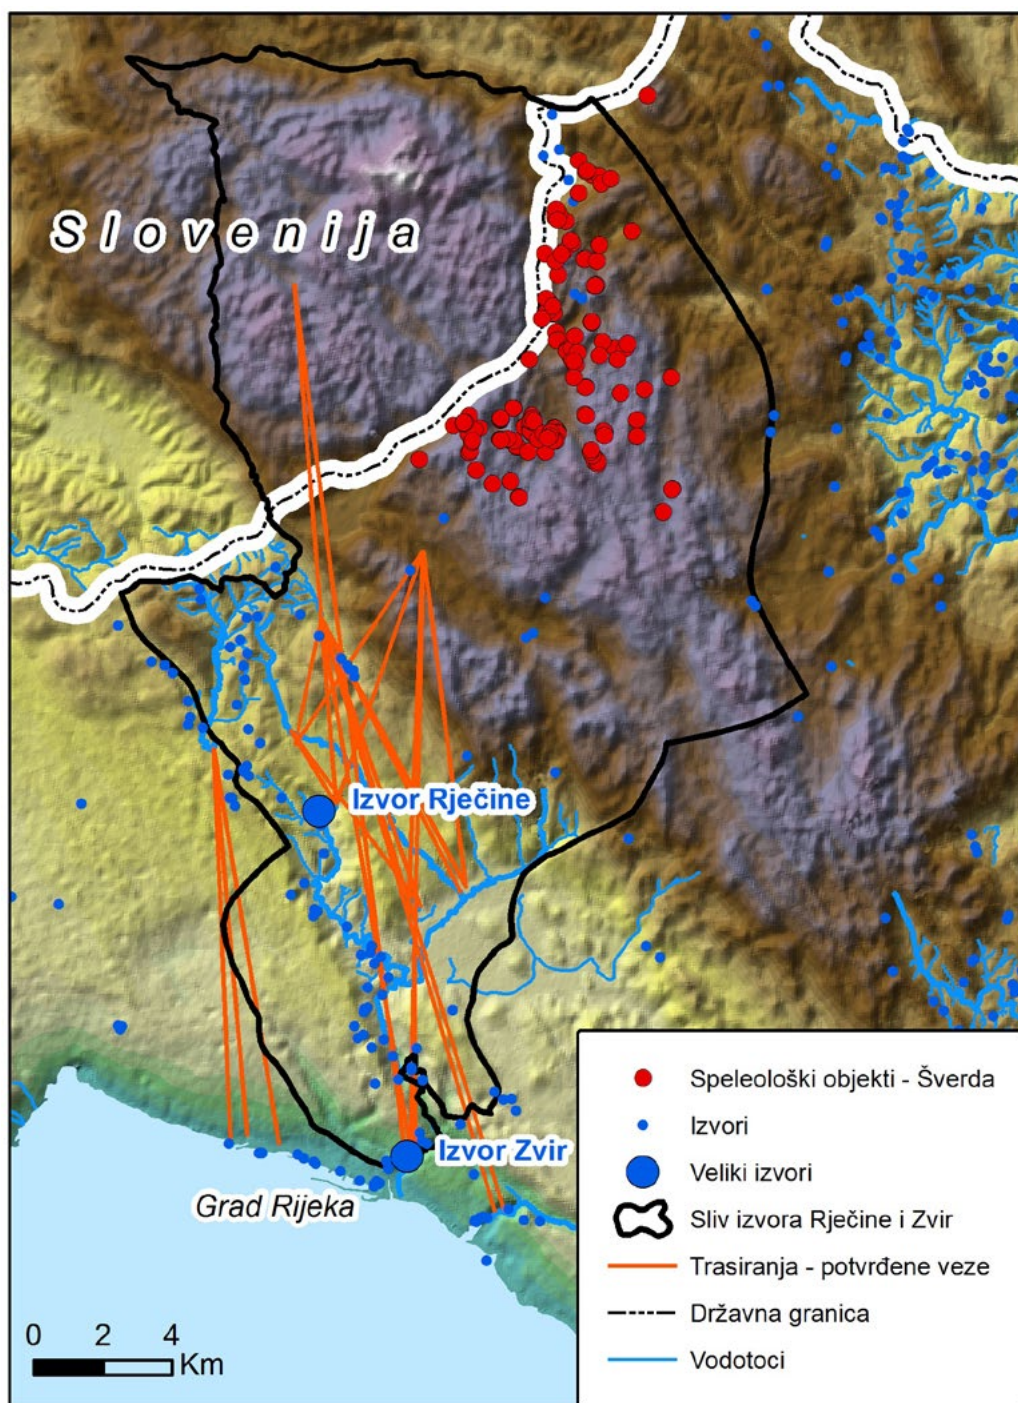 Slovenija
Izvor Rječine
Izvor Zvir
Grad Rijeka
0 2 4
Km
Speleološki objekti - Šverda
Izvori
Veliki izvori
Sliv izvora Rječine i Zvir
Trasiranja - potvrđene veze
Državna granica
Vodotoci